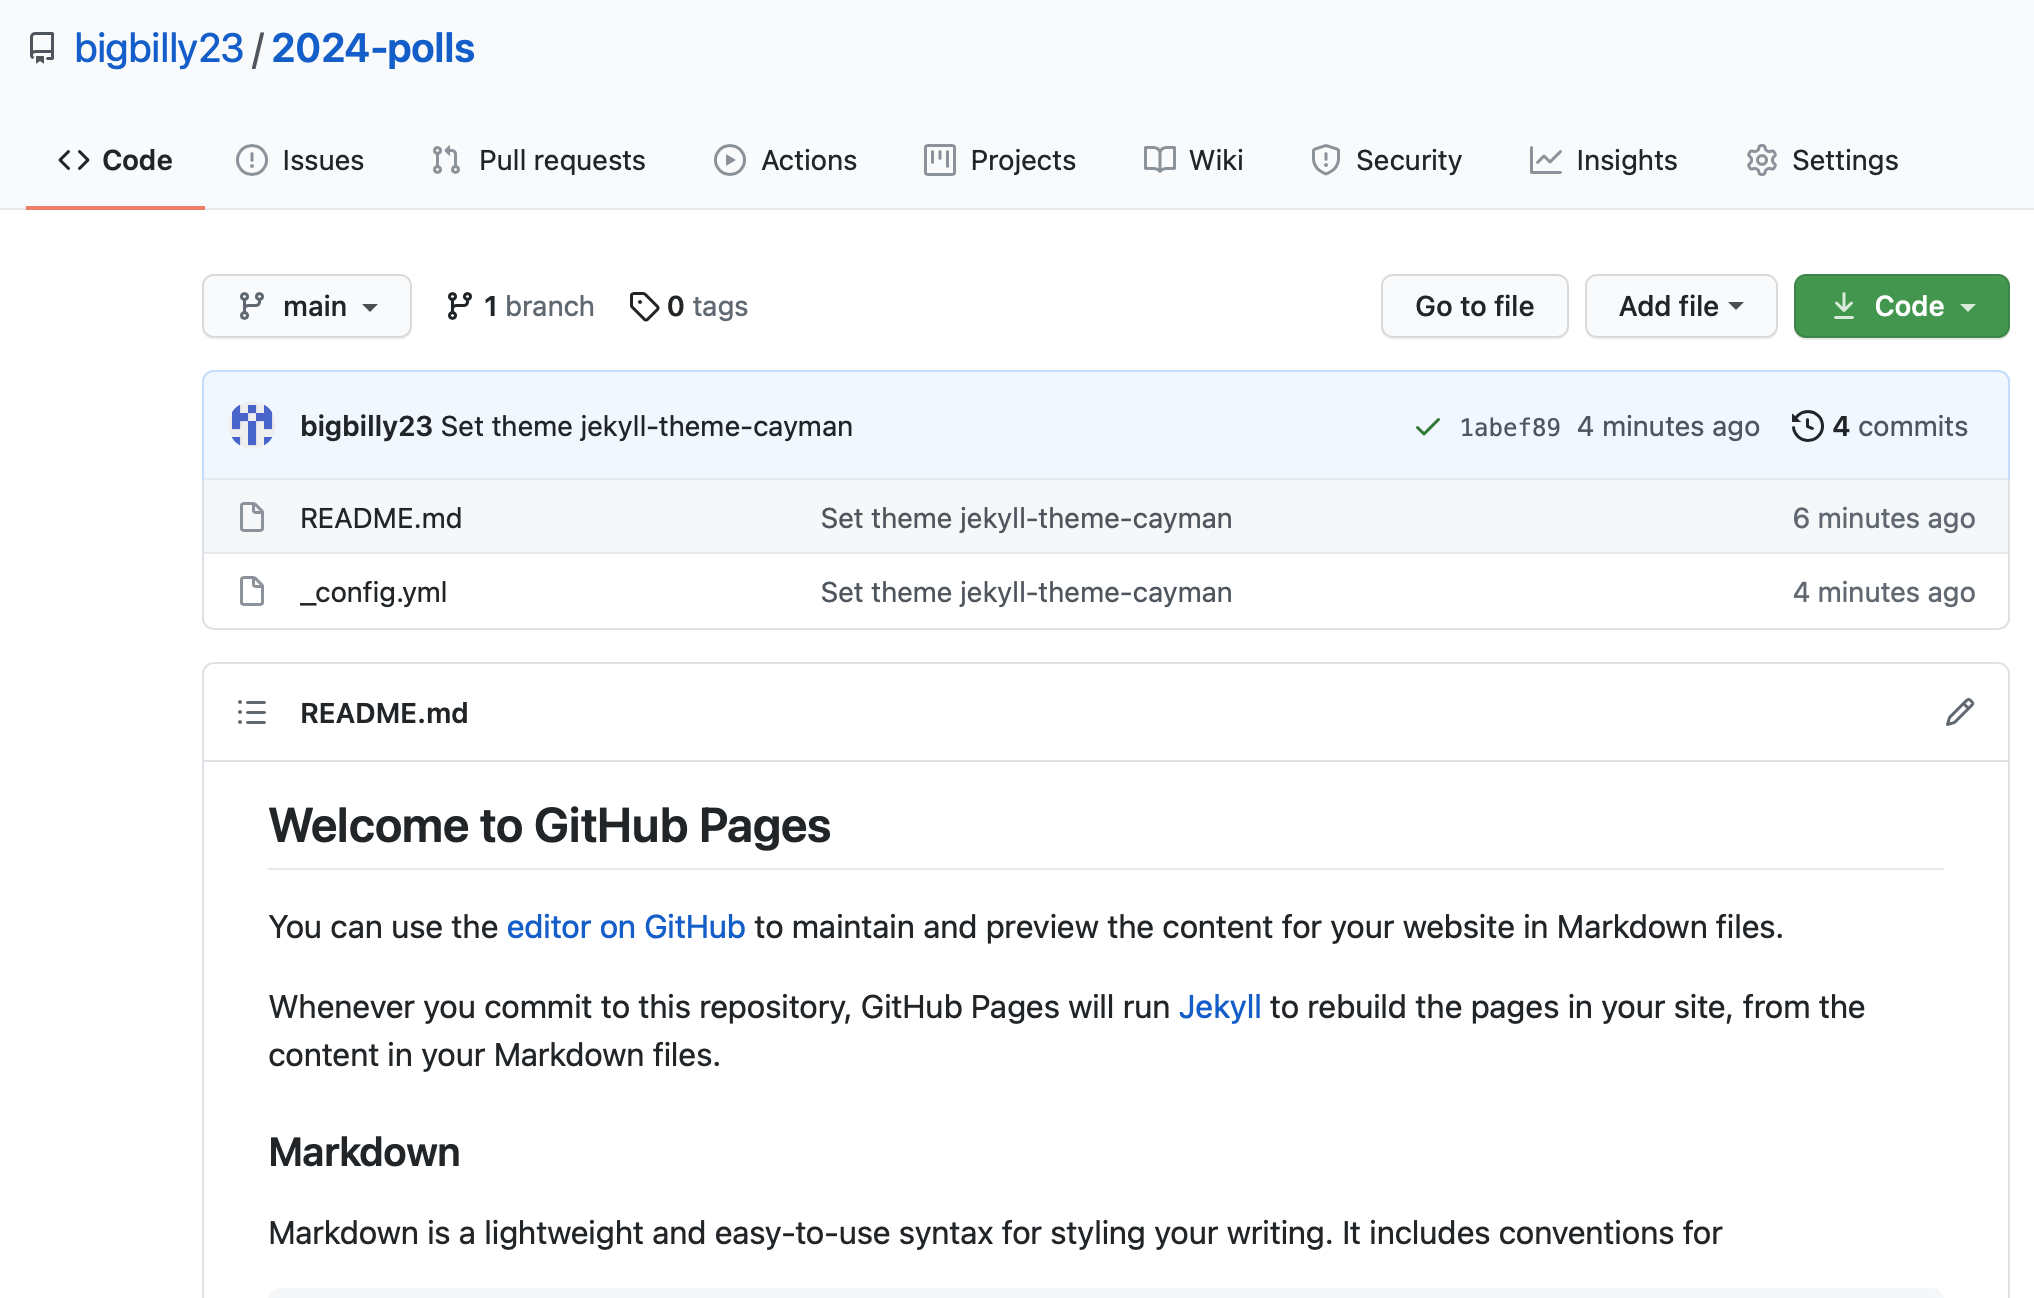 bigbilly23 / 2024-polls
Code Issues Pull requests Actions Projects Wiki Security Insights Settings
main 1 branch 0 tags Go to file Add file Code
bigbilly23 Set theme jekyll-theme-cayman 1abef89 4 minutes ago 4 commits
README.md Set theme jekyll-theme-cayman 6 minutes ago
_config.yml Set theme jekyll-theme-cayman 4 minutes ago
README.md
Welcome to GitHub Pages
You can use the editor on GitHub to maintain and preview the content for your website in Markdown files.
Whenever you commit to this repository, GitHub Pages will run Jekyll to rebuild the pages in your site, from the
content in your Markdown files.
Markdown
Markdown is a lightweight and easy-to-use syntax for styling your writing. It includes conventions for